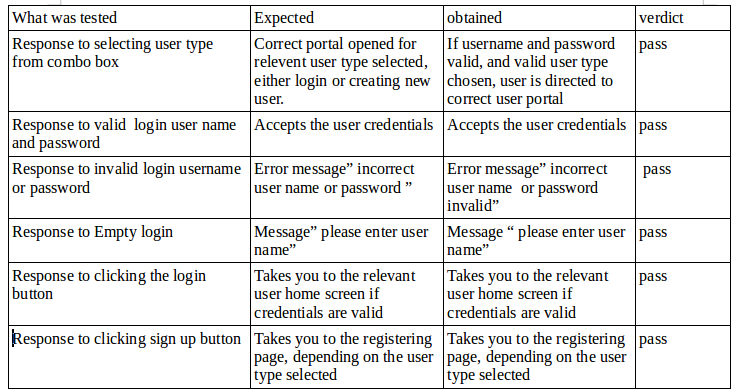 What was tested Expected obtained verdict
Response to selecting user type Correct portal opened for If username and password pass
from combo box relevent user type selected, valid, and valid user type
either login or creating new chosen, user is directed to
user. correct user portal
Response to valid login user name Accepts the user credentials Accepts the user credentials pass
and password
Response to invalid login username Error message” incorrect Error message” incorrect pass
or password user name or password ” user name or password
invalid”
Response to Empty login Message” please enter user Message “ please enter user pass
name” name”
Response to clicking the login Takes you to the relevant Takes you to the relevant pass
button user home screen if user home screen if
credentials are valid credentials are valid
Response to clicking sign up button Takes you to the registering Takes you to the registering pass
page, depending on the user page, depending on the user
type selected type selected